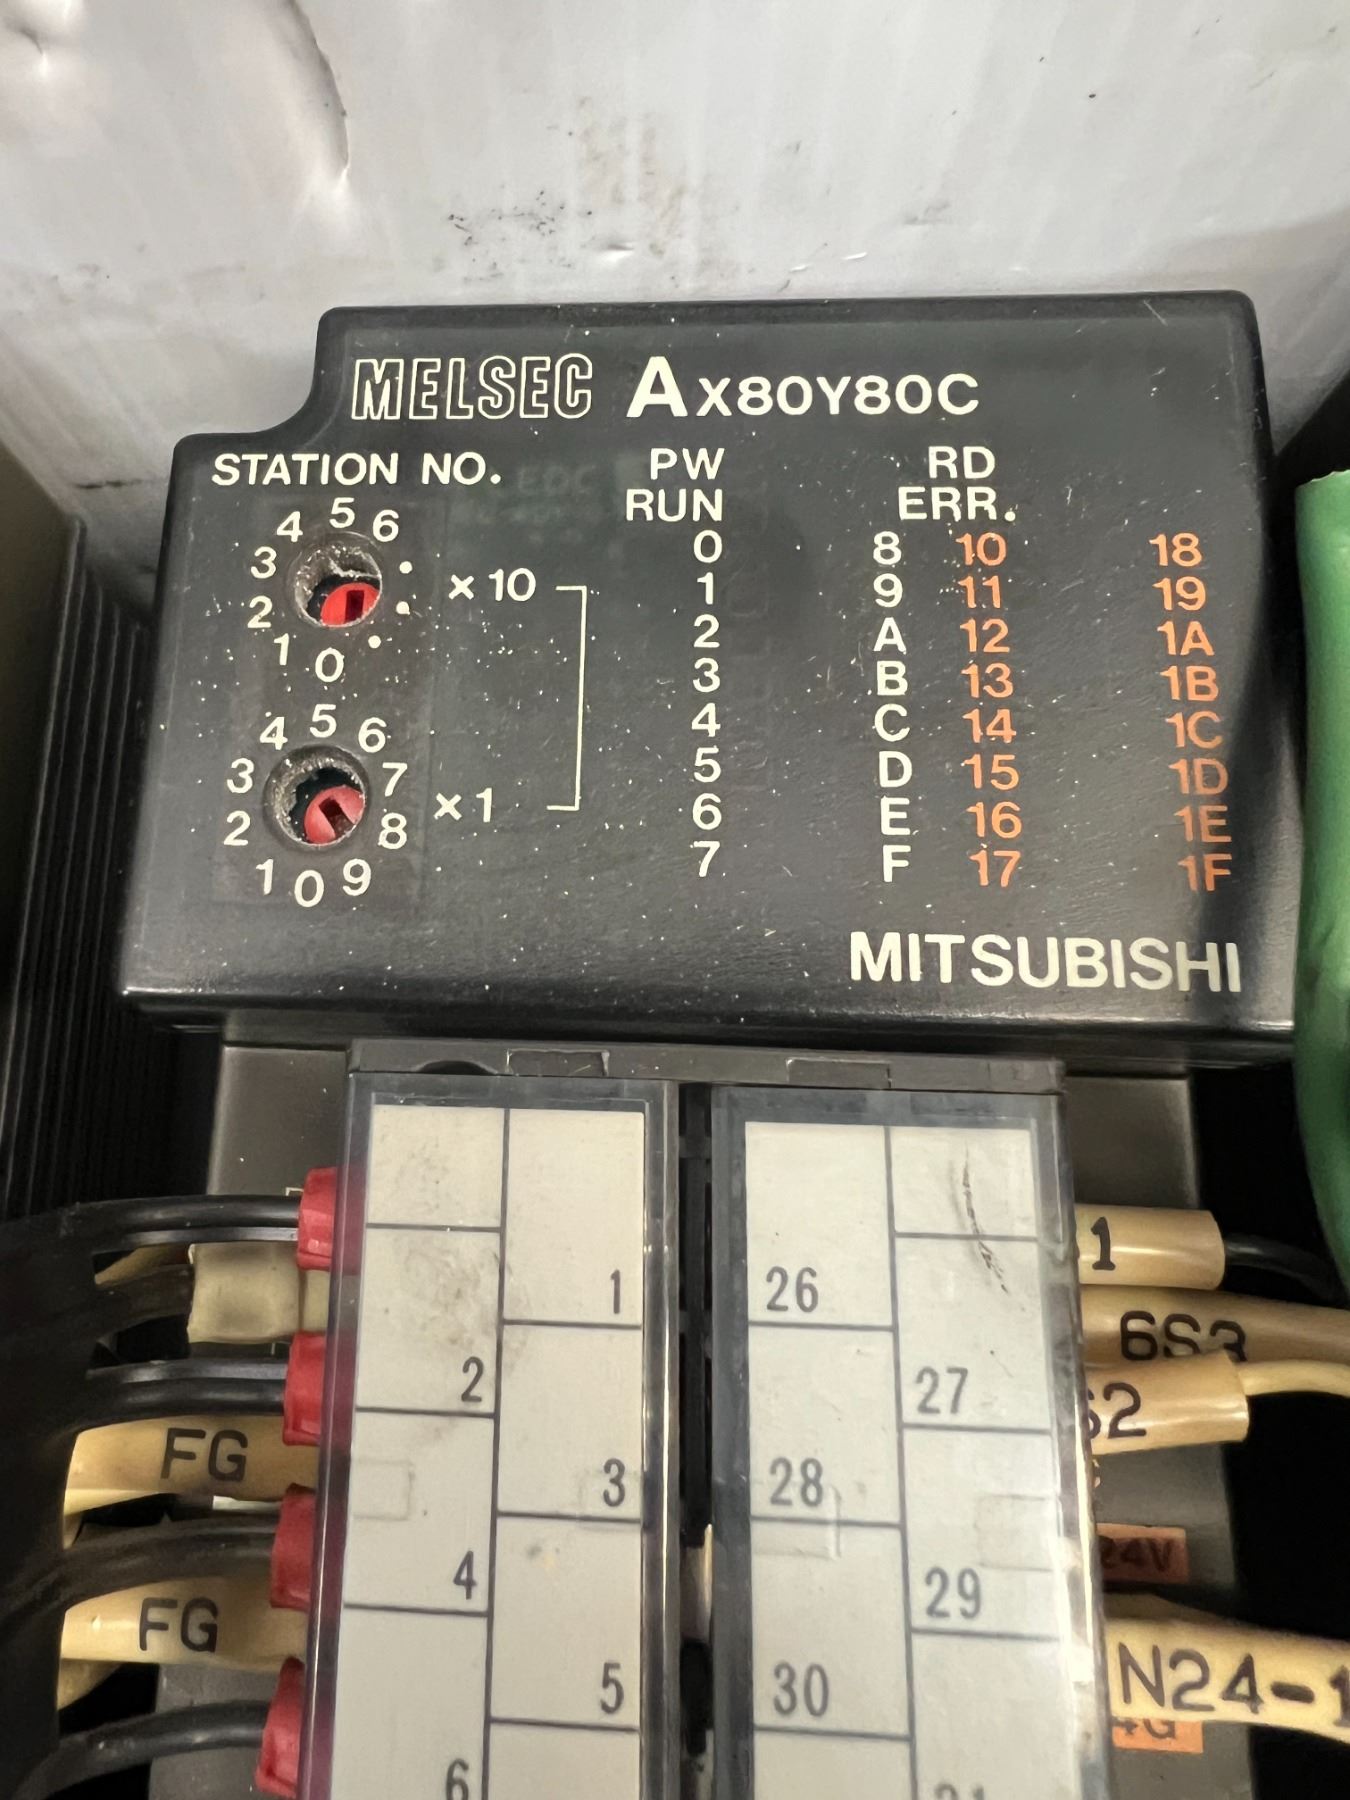 MELSEC AX80Y80C
STATION NO.
PW
RD
RUN
ERR.
4 5 6
3
2
1 0
×10
4 5 6
3 7
2 8
1 0 9
×1
0 8 10 18
1 9 11 19
2 A 12 1A
3 B 13 1B
4 C 14 1C
5 D 15 1D
6 E 16 1E
7 F 17 1F
MITSUBISHI
1
2
3
4
5
6
26
27
28
29
30
1
6S3
S2
FG
FG
24V
N24-1
4G